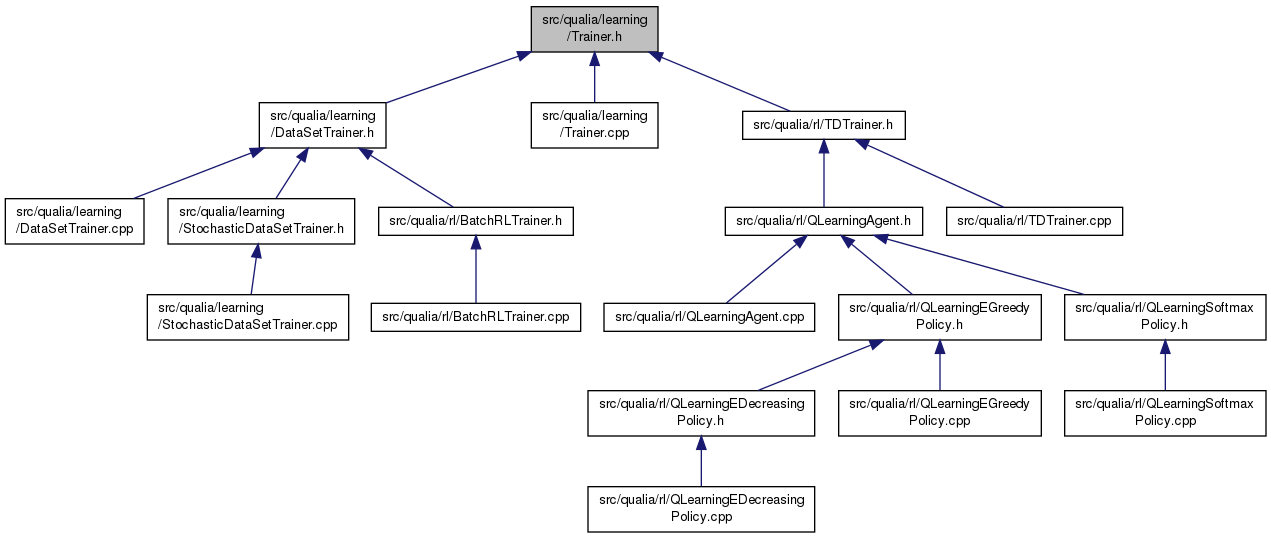 src/qualia/learning
/Trainer.h
src/qualia/learning
/DataSetTrainer.h
src/qualia/learning
/Trainer.cpp
src/qualia/rl/TDTrainer.h
src/qualia/learning
/DataSetTrainer.cpp
src/qualia/learning
/StochasticDataSetTrainer.h
src/qualia/rl/BatchRLTrainer.h
src/qualia/rl/QLearningAgent.h
src/qualia/rl/TDTrainer.cpp
src/qualia/learning
/StochasticDataSetTrainer.cpp
src/qualia/rl/BatchRLTrainer.cpp
src/qualia/rl/QLearningAgent.cpp
src/qualia/rl/QLearningEGreedy
Policy.h
src/qualia/rl/QLearningSoftmax
Policy.h
src/qualia/rl/QLearningEDecreasing
Policy.h
src/qualia/rl/QLearningEGreedy
Policy.cpp
src/qualia/rl/QLearningSoftmax
Policy.cpp
src/qualia/rl/QLearningEDecreasing
Policy.cpp